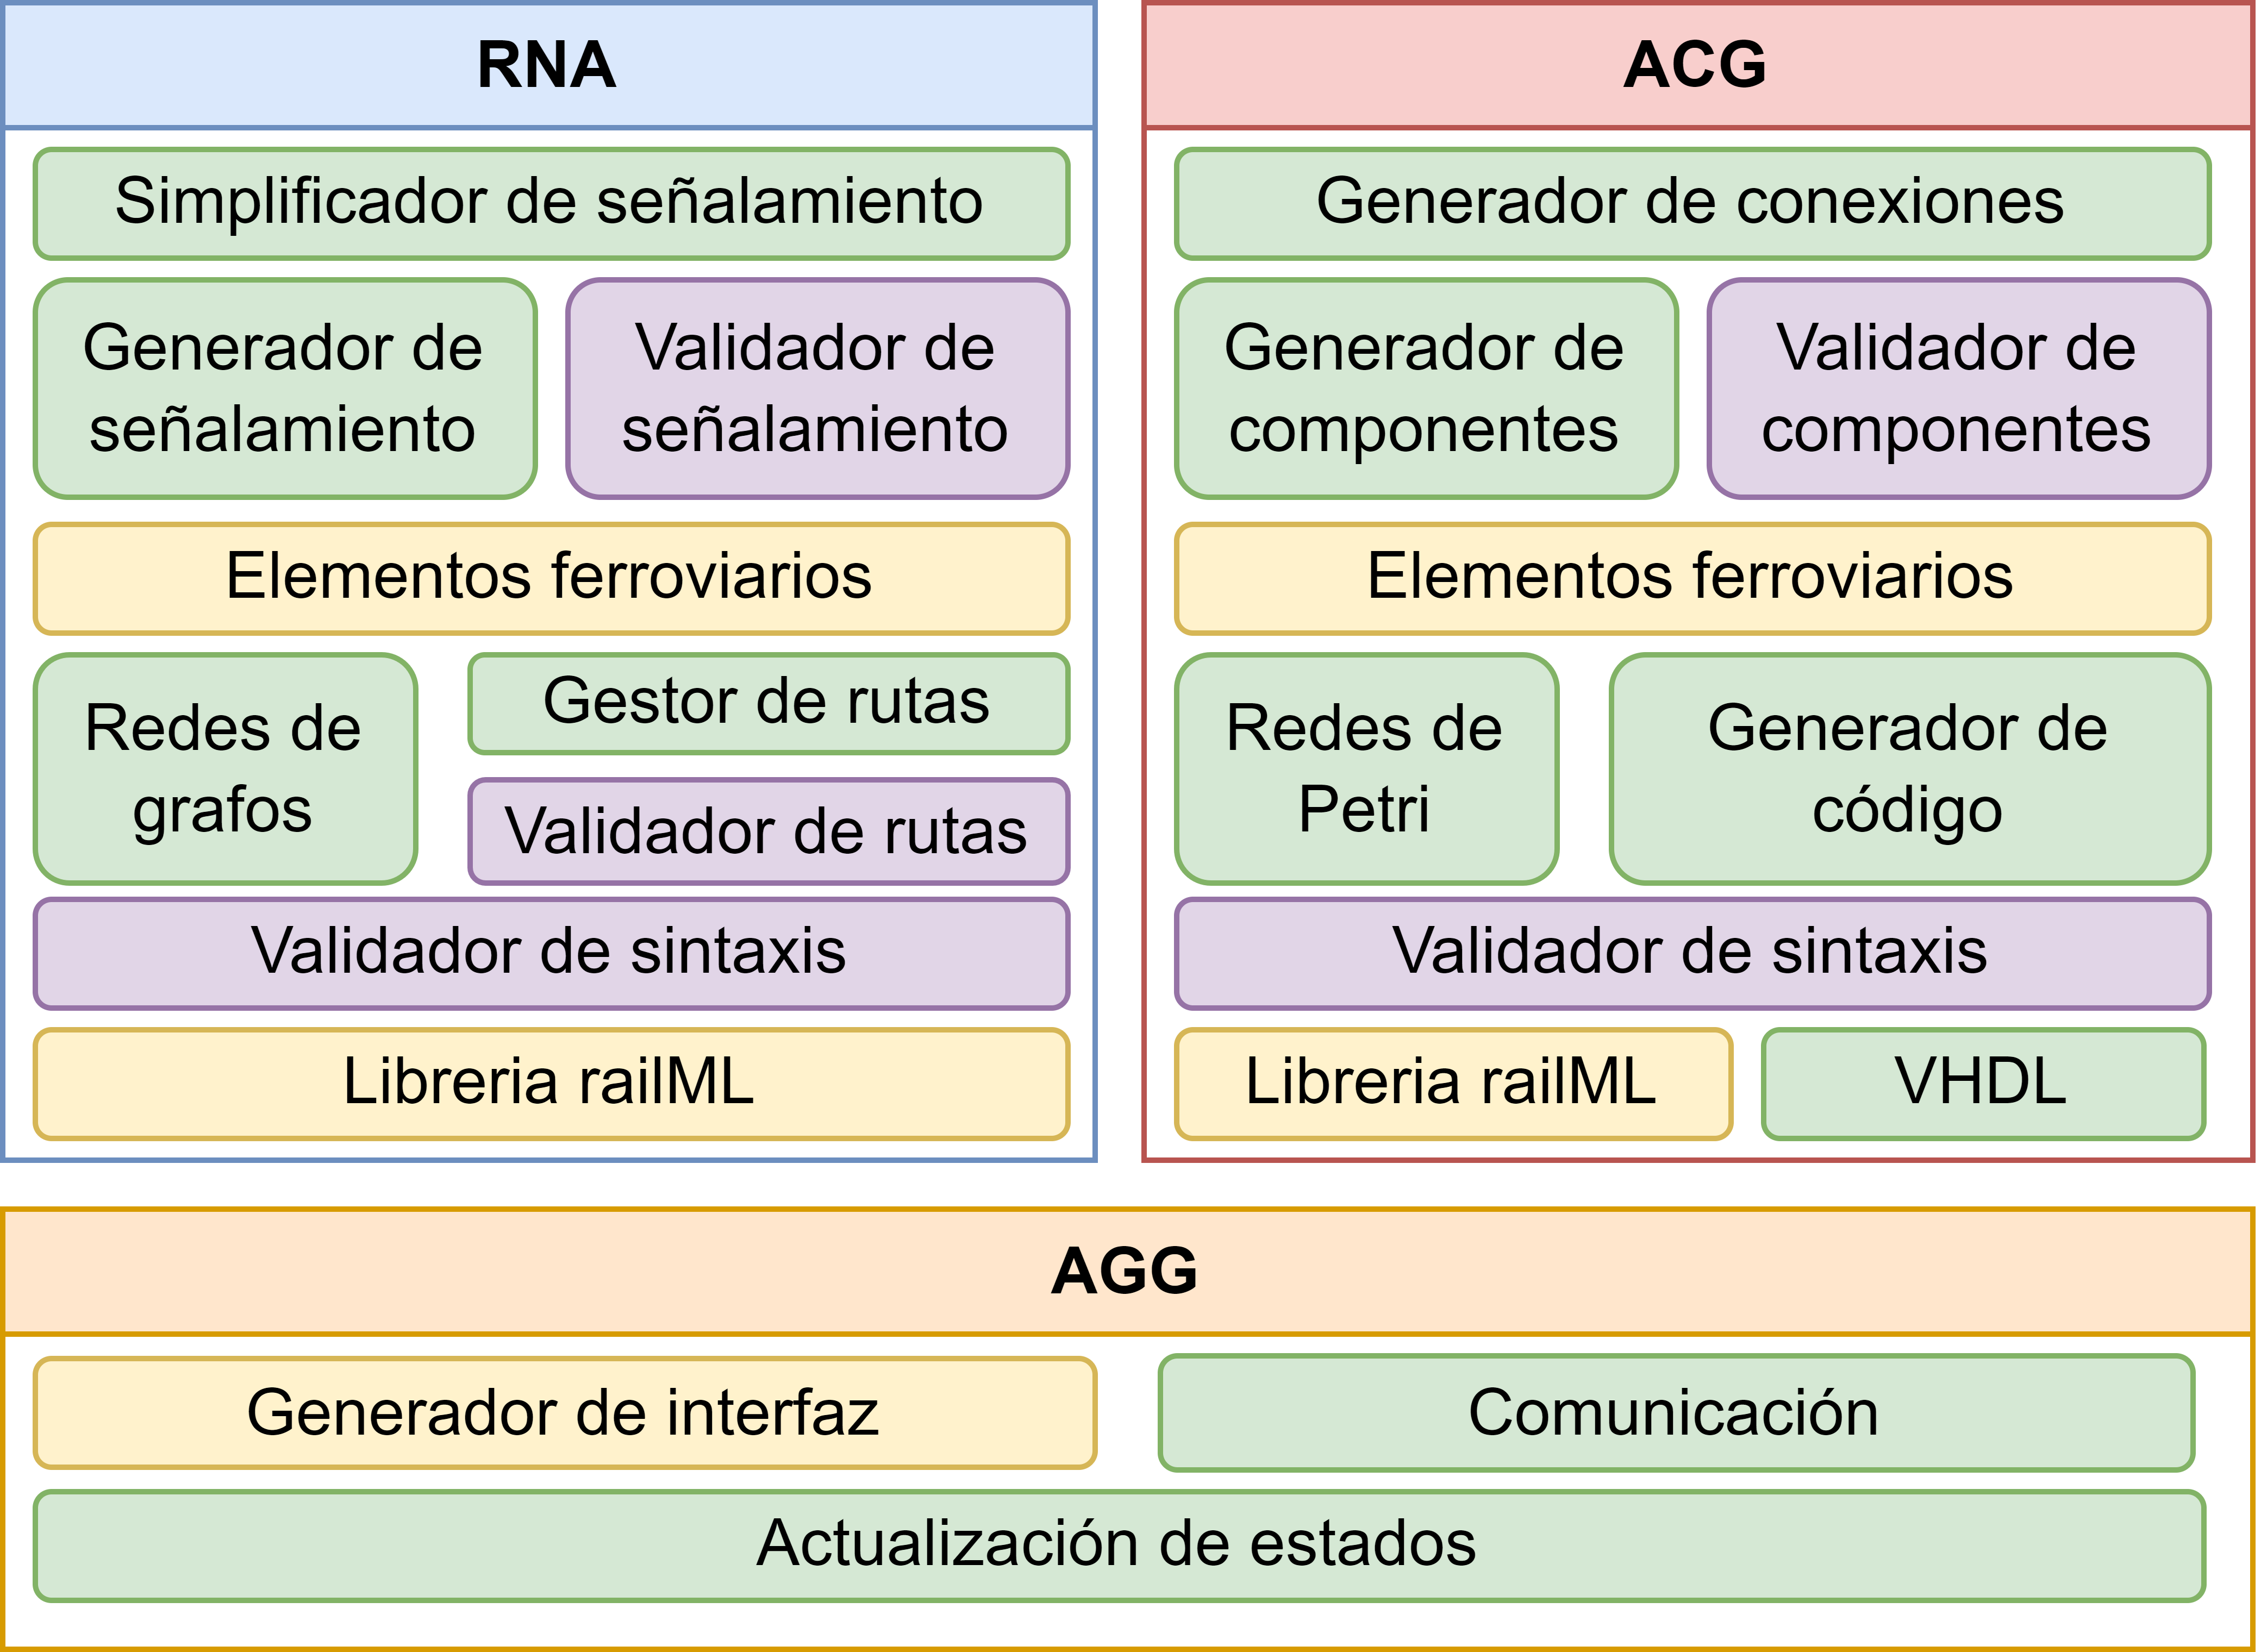 RNA
Simplificador de señalamiento
Generador de
señalamiento
Validador de
señalamiento
Elementos ferroviarios
Redes de
grafos
Gestor de rutas
Validador de rutas
Validador de sintaxis
Libreria railML
ACG
Generador de conexiones
Generador de
componentes
Validador de
componentes
Elementos ferroviarios
Redes de
Petri
Generador de
código
Validador de sintaxis
Libreria railML
VHDL
AGG
Generador de interfaz
Comunicación
Actualización de estados